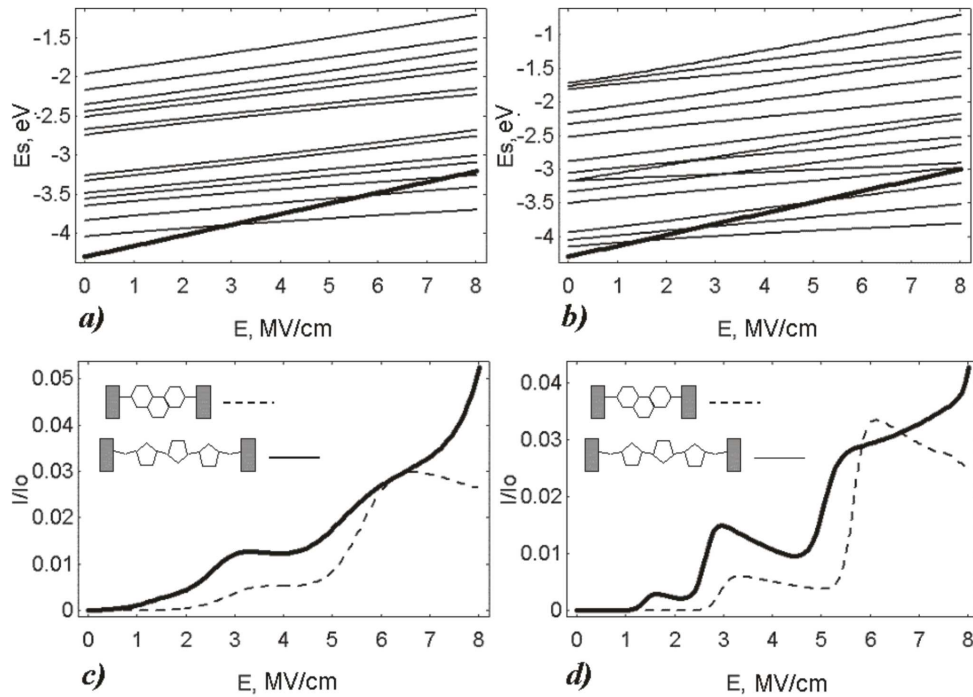 Es, eV
-1
-1.5
-2
-2.5
-3
-3.5
-4
0 1 2 3 4 5 6 7 8
a)
E, MV/cm
Es, eV
-1
-1.5
-2
-2.5
-3
-3.5
-4
0 1 2 3 4 5 6 7 8
b)
E, MV/cm
I/Io
0.05
0.04
0.03
0.02
0.01
0
0 1 2 3 4 5 6 7 8
c)
E, MV/cm
I/Io
0.04
0.03
0.02
0.01
0
0 1 2 3 4 5 6 7 8
d)
E, MV/cm